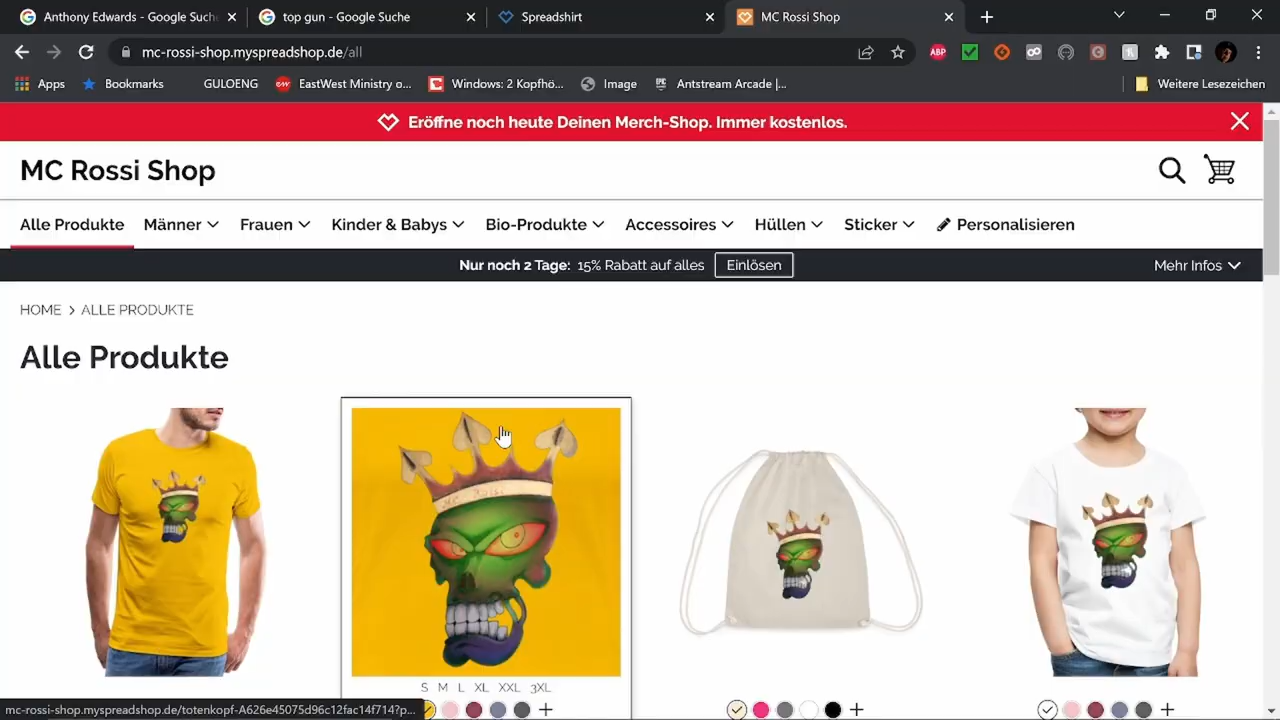 Anthony Edwards - Google Suche
top gun - Google Suche
Spreadshirt
MC Rossi Shop
mc-rossi-shop.myspreadshop.de/all
ABP
Apps
Bookmarks
GULOENG
EastWest Ministry o...
Windows: 2 Kopfhö...
Image
Antstream Arcade |...
Weitere Lesezeichen
Eröffne noch heute Deinen Merch-Shop. Immer kostenlos.
MC Rossi Shop
Alle Produkte
Männer
Frauen
Kinder & Babys
Bio-Produkte
Accessoires
Hüllen
Sticker
Personalisieren
Nur noch 2 Tage: 15% Rabatt auf alles
Einlösen
Mehr Infos
HOME > ALLE PRODUKTE
Alle Produkte
Mc Rossi
S M L XL XXL 3XL
mc-rossi-shop.myspreadshop.de/totenkopf-A626e45075d96c12fac14f714?p...